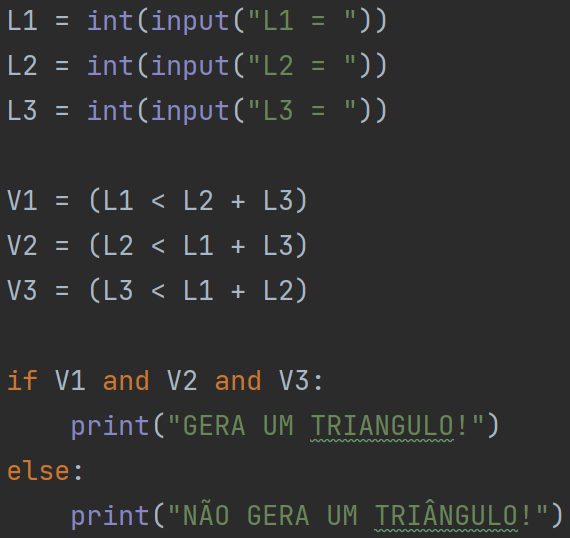 L1 = int(input("L1 = "))
L2 = int(input("L2 = "))
L3 = int(input("L3 = "))

V1 = (L1 < L2 + L3)
V2 = (L2 < L1 + L3)
V3 = (L3 < L1 + L2)

if V1 and V2 and V3:
    print("GERA UM TRIANGULO!")
else:
    print("NÃO GERA UM TRIÂNGULO!")